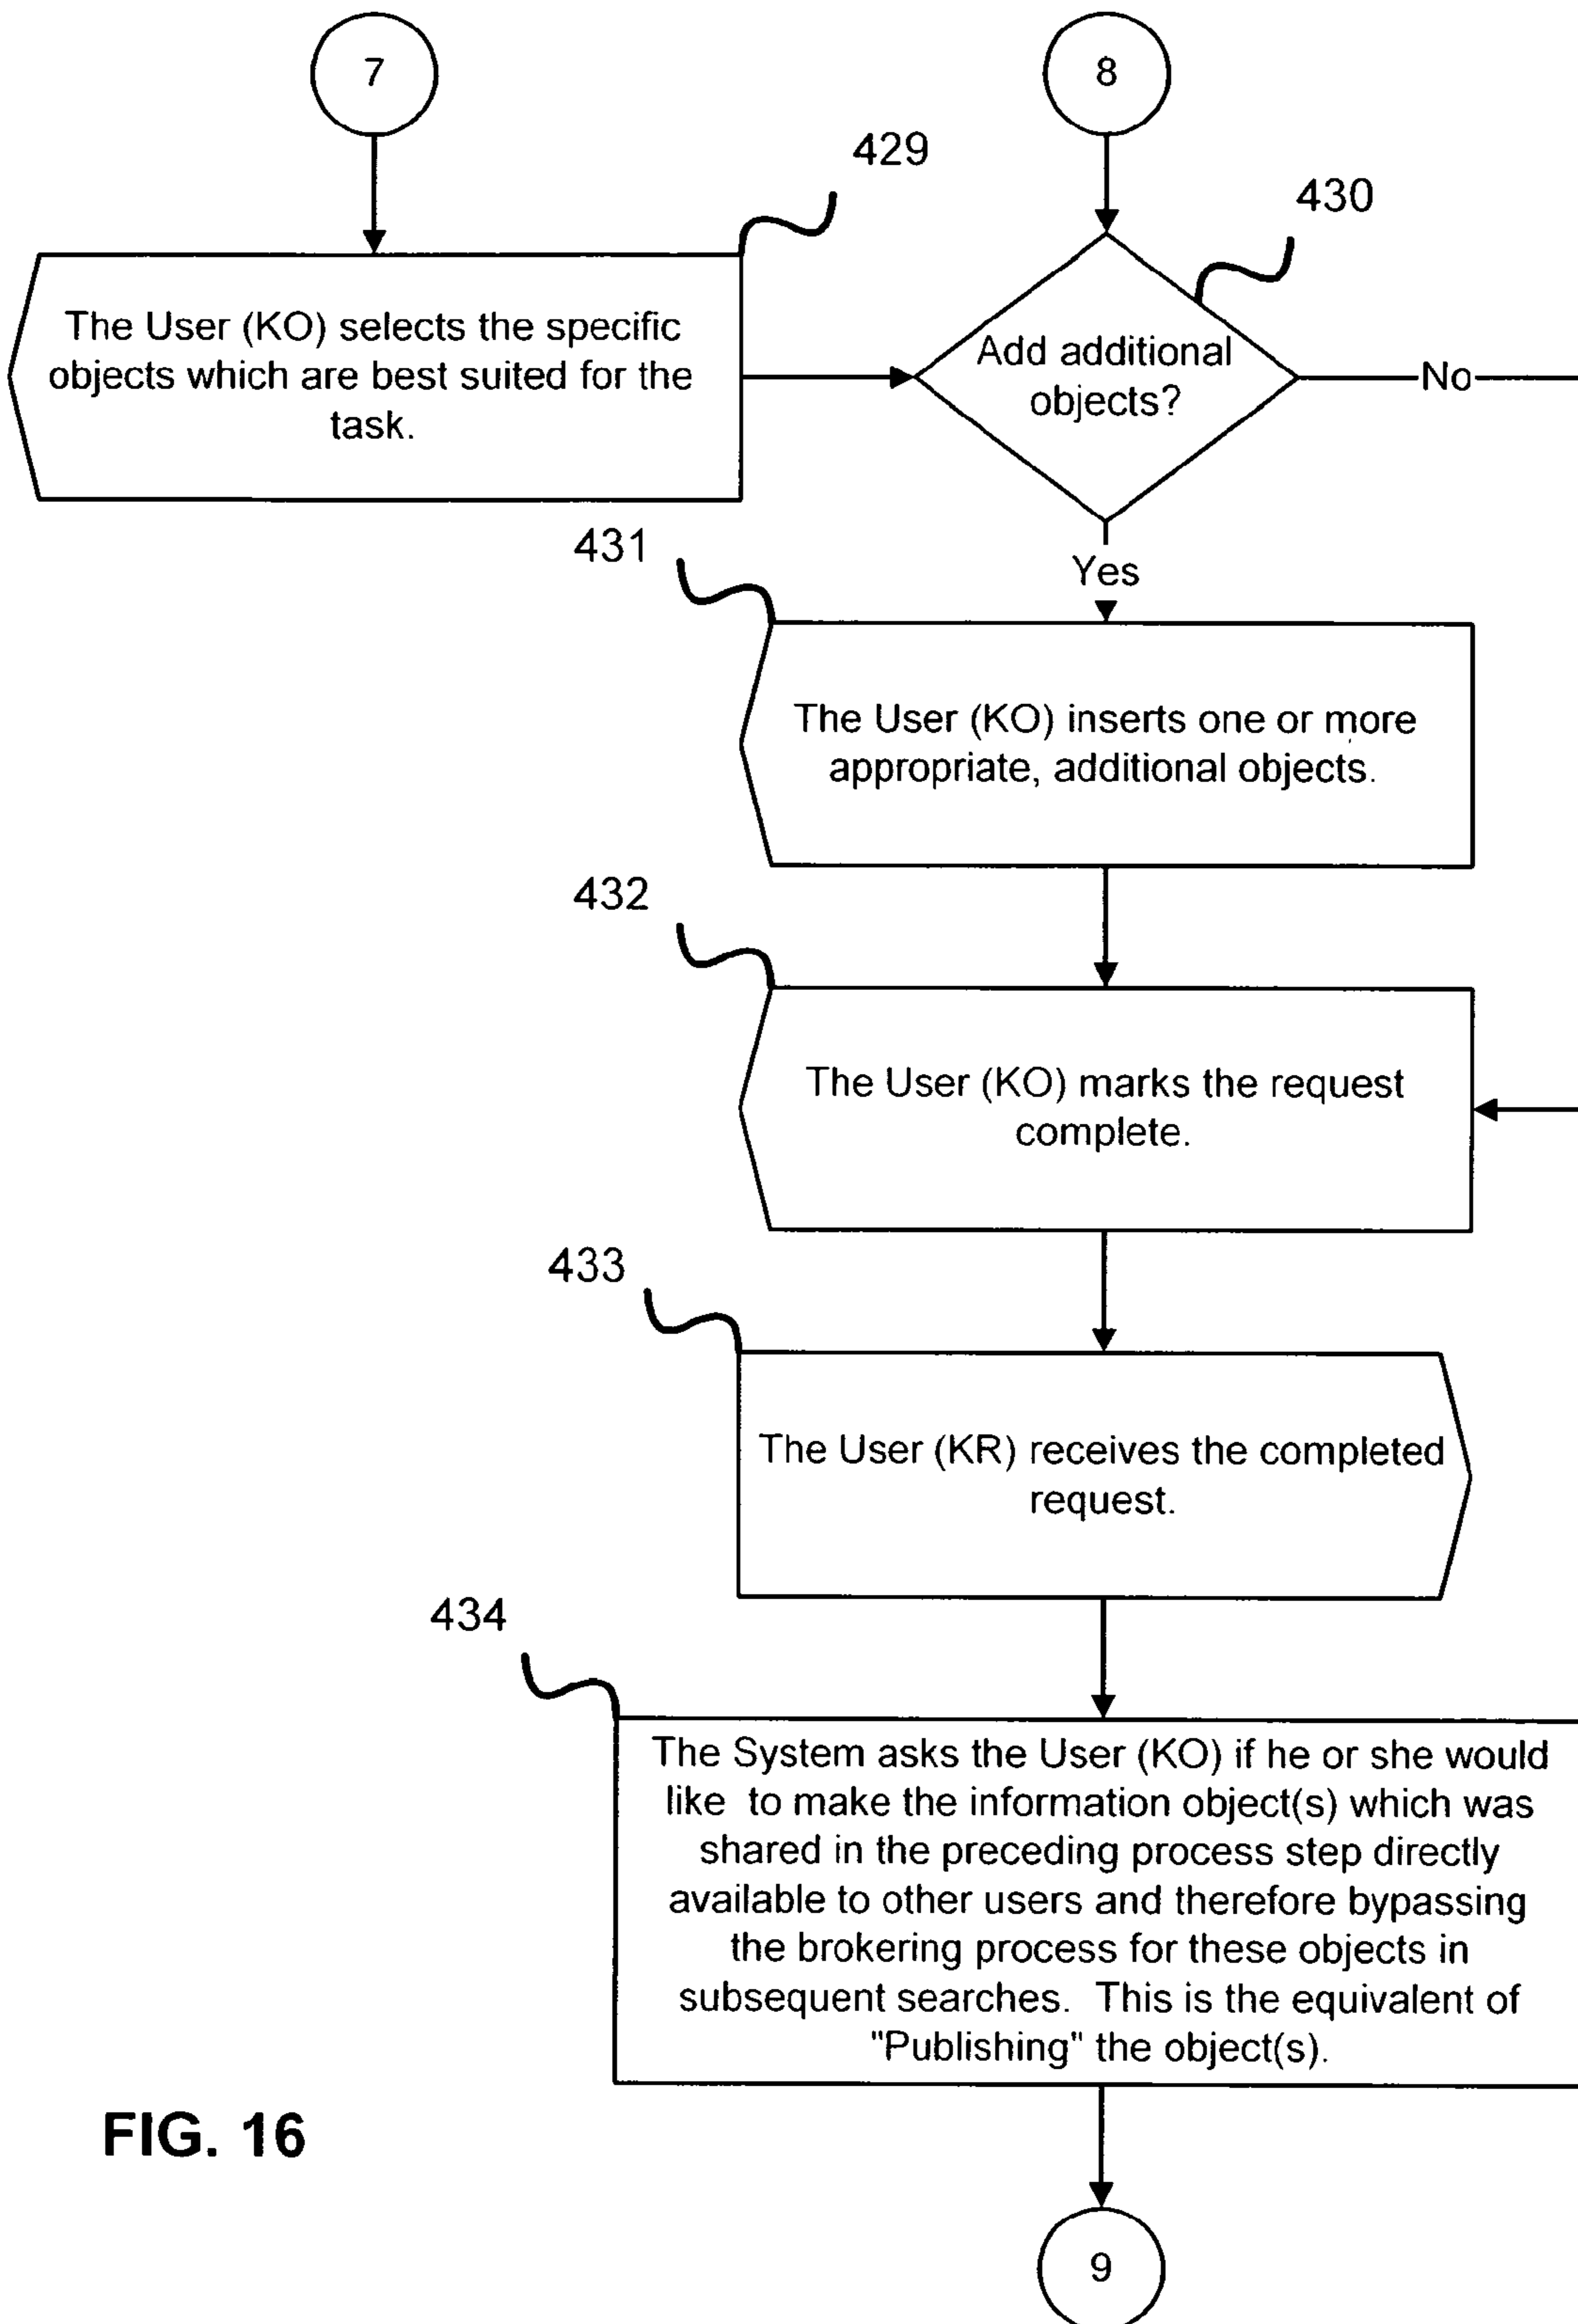 7
8
429
430
The User (KO) selects the specific
objects which are best suited for the
task.
Add additional
objects?
No
431
Yes
The User (KO) inserts one or more
appropriate, additional objects.
432
The User (KO) marks the request
complete.
433
The User (KR) receives the completed
request.
434
The System asks the User (KO) if he or she would
like to make the information object(s) which was
shared in the preceding process step directly
available to other users and therefore bypassing
the brokering process for these objects in
subsequent searches. This is the equivalent of
"Publishing" the object(s).
FIG. 16
9